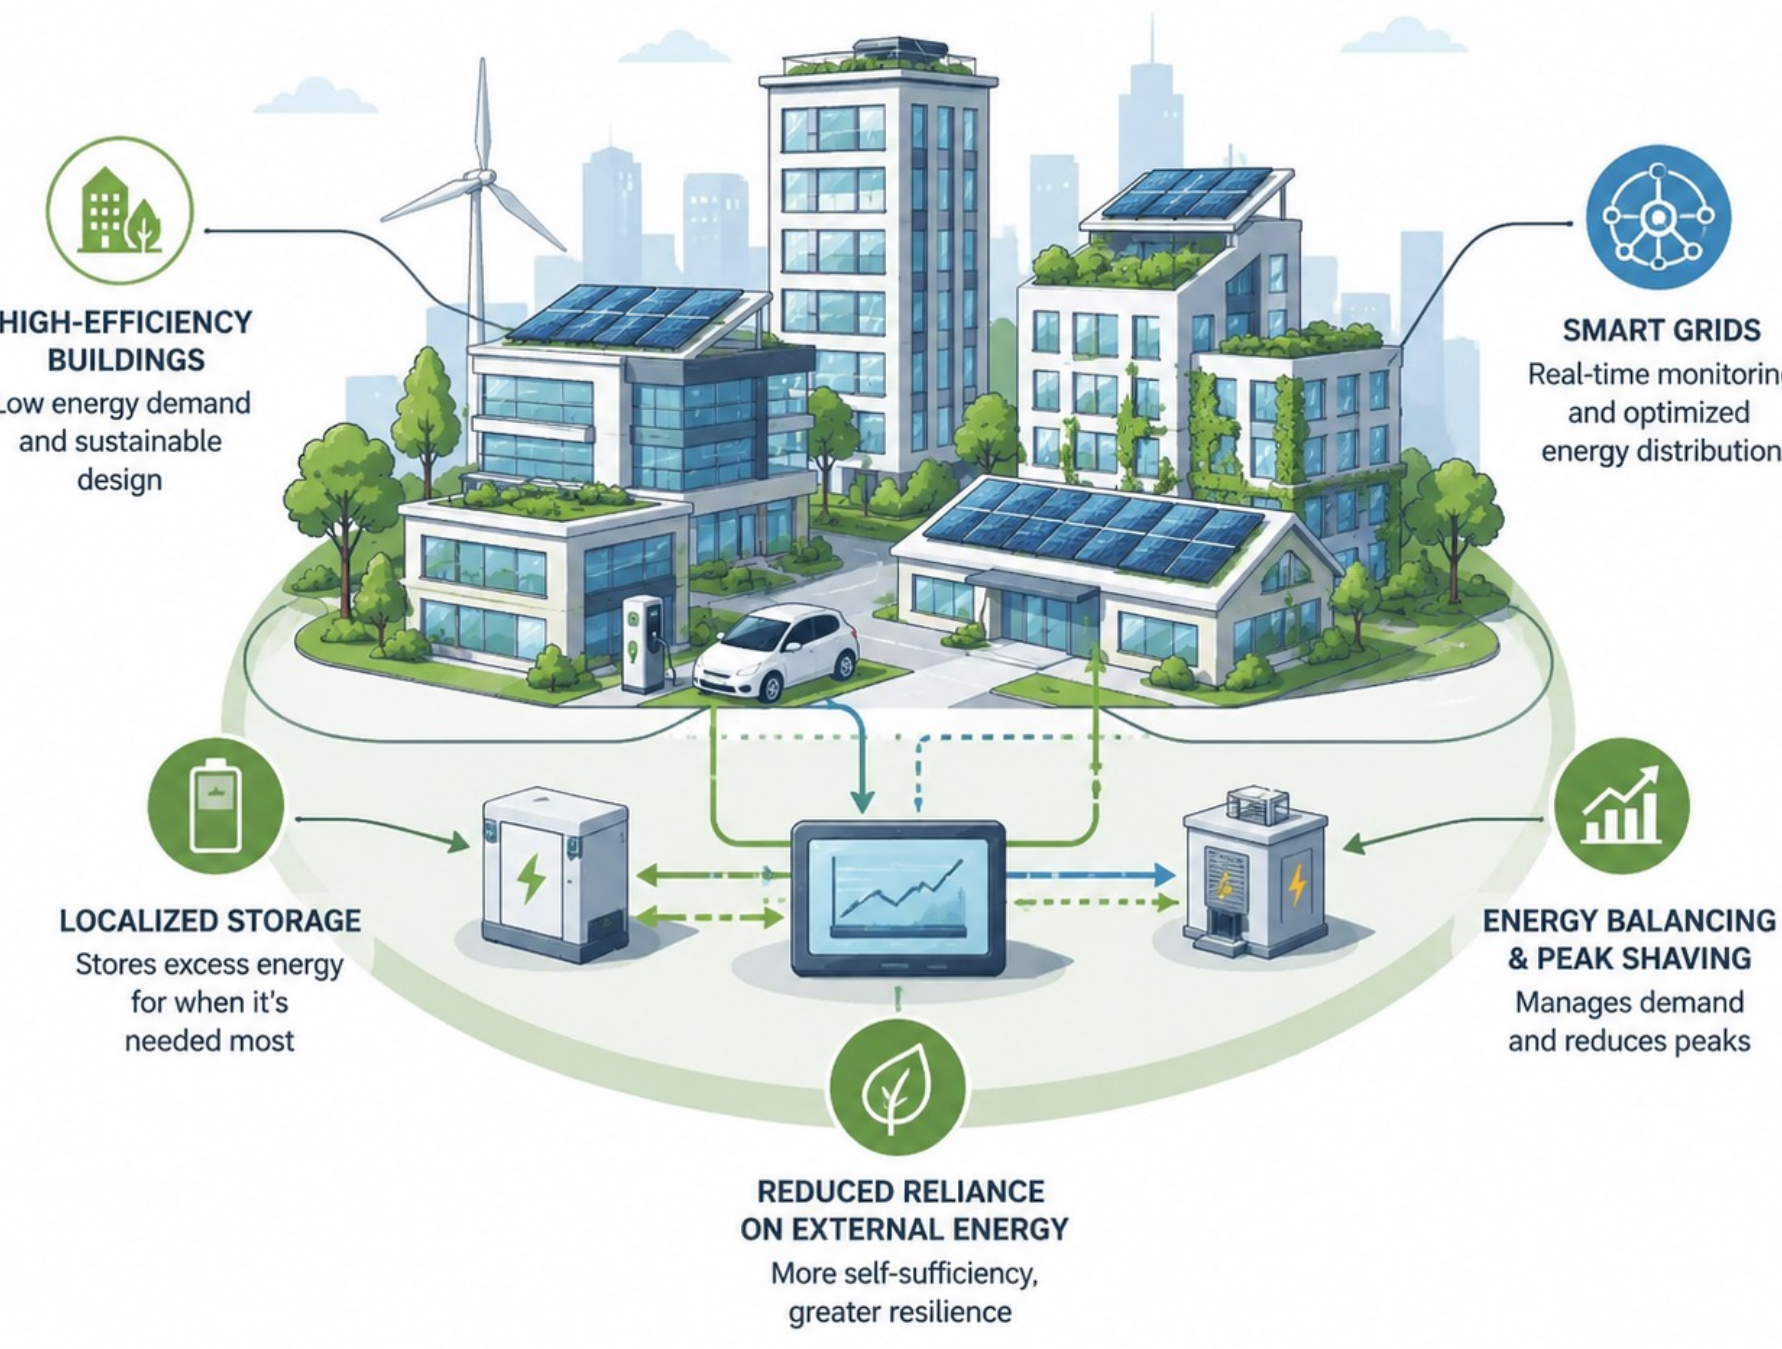 HIGH-EFFICIENCY
BUILDINGS
Low energy demand
and sustainable
design
SMART GRIDS
Real-time monitoring
and optimized
energy distribution
LOCALIZED STORAGE
Stores excess energy
for when it's
needed most
ENERGY BALANCING
& PEAK SHAVING
Manages demand
and reduces peaks
REDUCED RELIANCE
ON EXTERNAL ENERGY
More self-sufficiency,
greater resilience